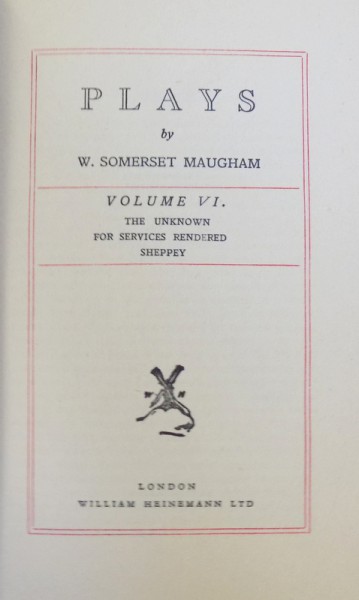 PLAYS
by
W. SOMERSET MAUGHAM
VOLUME VI.
THE UNKNOWN
FOR SERVICES RENDERED
SHEPPEY
W H
LONDON
WILLIAM HEINEMANN LTD